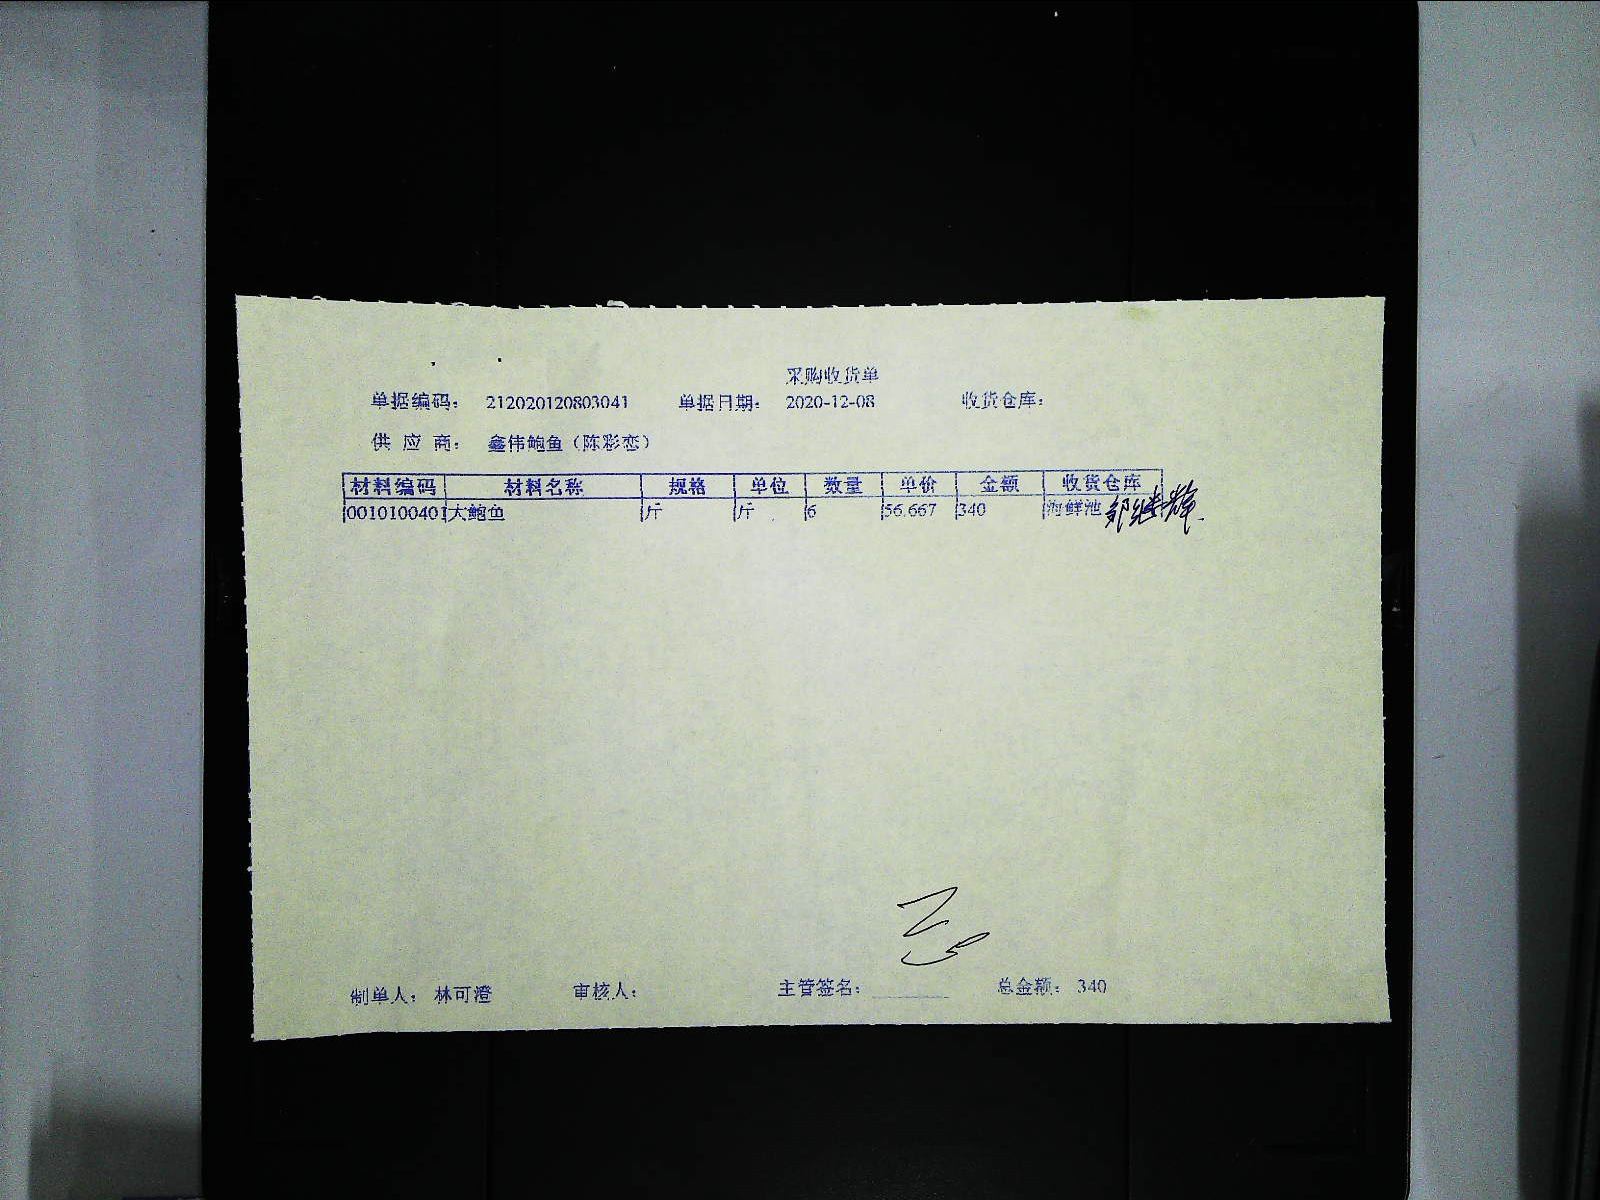 采购收货单
单据编码： 212020120803041 单据日期： 2020-12-08 收货仓库：
供 应 商： 鑫伟鲍鱼（陈彩恋）
材料编码 材料名称 规格 单位 数量 单价 金额 收货仓库
0010100401 大鲍鱼 斤 斤 6 56.667 340 海鲜池 邹继辉
制单人： 林可澄 审核人： 主管签名： 总金额： 340